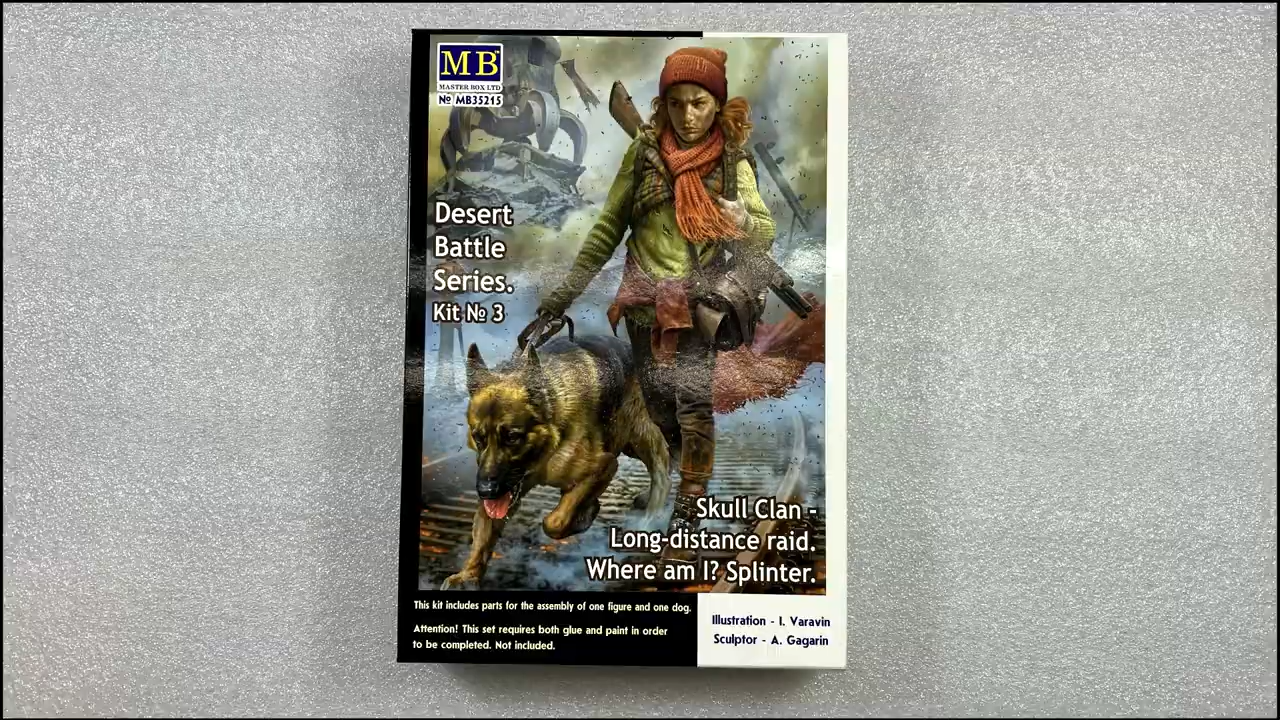 MB
MASTER BOX LTD
№ MB35215
Desert
Battle
Series.
Kit № 3
Skull Clan -
Long-distance raid.
Where am I? Splinter.
This kit includes parts for the assembly of one figure and one dog.
Attention! This set requires both glue and paint in order
to be completed. Not included.
Illustration - I. Varavin
Sculptor - A. Gagarin